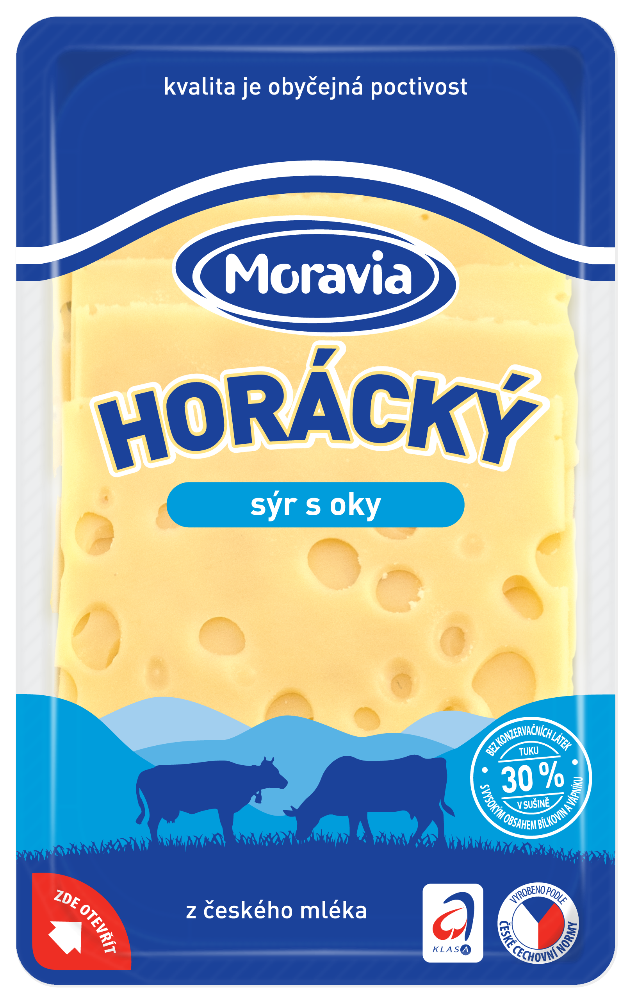 kvalita je obyčejná poctivost
Moravia
HORÁCKÝ
sýr s oky
BEZ KONZERVAČNÍCH LÁTEK
TUKU
30 %
V SUŠINĚ
S VYSOKÝM OBSAHEM BÍLKOVIN A VÁPNÍKU
ZDE OTEVŘÍT
z českého mléka
KLASA
VYROBENO PODLE
ČESKÉ CECHOVNÍ NORMY